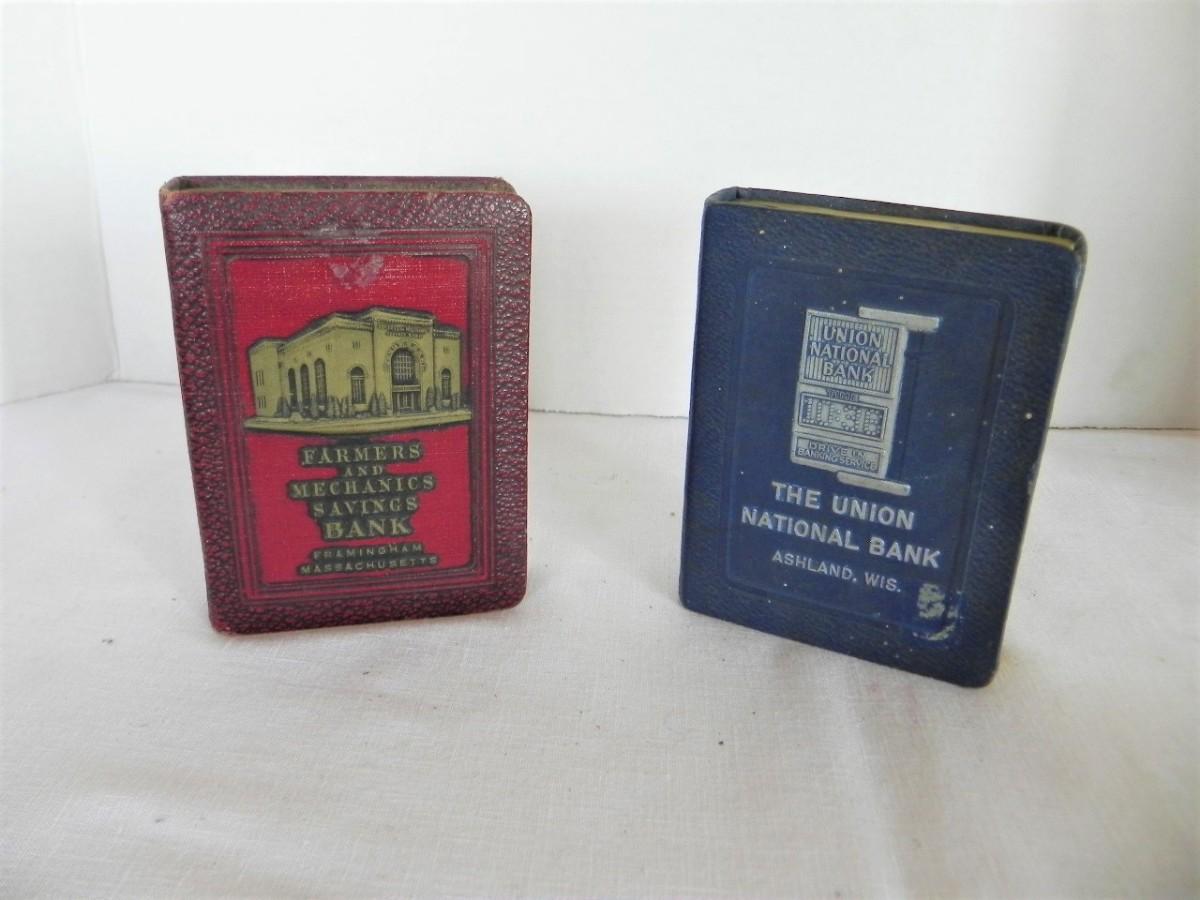 FARMERS
AND
MECHANICS
SAVINGS
BANK
FRAMINGHAM
MASSACHUSETTS
UNION
NATIONAL
BANK
DRIVE IN
BANKING SERVICE
THE UNION
NATIONAL BANK
ASHLAND, WIS.